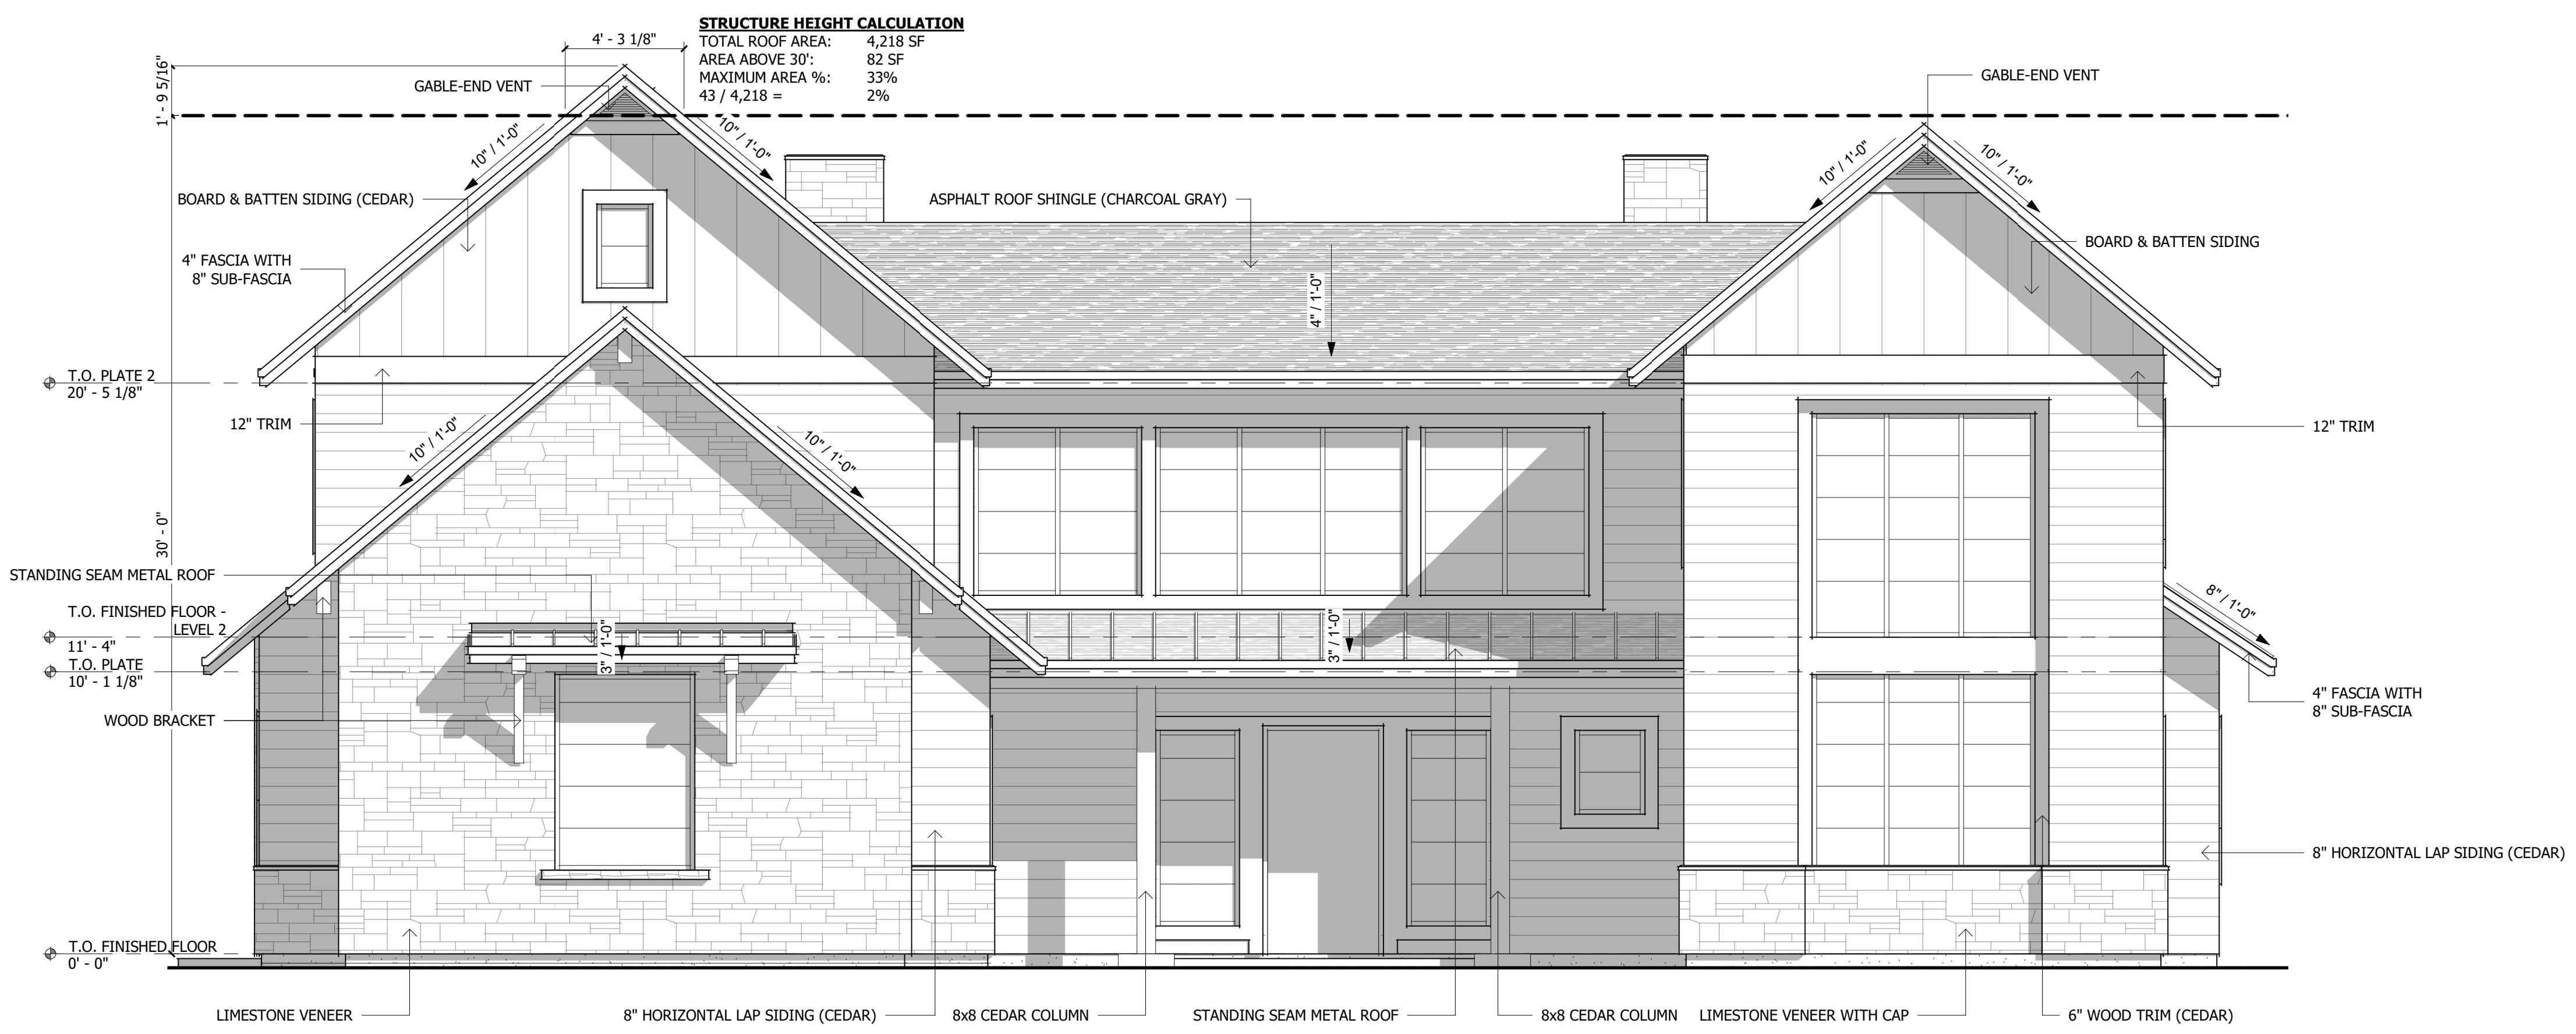 STRUCTURE HEIGHT CALCULATION
TOTAL ROOF AREA: 4,218 SF
AREA ABOVE 30': 82 SF
MAXIMUM AREA %: 33%
43 / 4,218 = 2%
4' - 3 1/8"
1' - 9 5/16"
GABLE-END VENT
GABLE-END VENT
10" / 1'-0"
10" / 1'-0"
10" / 1'-0"
10" / 1'-0"
BOARD & BATTEN SIDING (CEDAR)
ASPHALT ROOF SHINGLE (CHARCOAL GRAY)
BOARD & BATTEN SIDING
4" FASCIA WITH
8" SUB-FASCIA
4" / 1'-0"
T.O. PLATE 2
20' - 5 1/8"
12" TRIM
12" TRIM
10" / 1'-0"
10" / 1'-0"
30' - 0"
STANDING SEAM METAL ROOF
T.O. FINISHED FLOOR -
LEVEL 2
11' - 4"
T.O. PLATE
10' - 1 1/8"
3" / 1'-0"
3" / 1'-0"
8" / 1'-0"
WOOD BRACKET
4" FASCIA WITH
8" SUB-FASCIA
8" HORIZONTAL LAP SIDING (CEDAR)
T.O. FINISHED FLOOR
0' - 0"
LIMESTONE VENEER
8" HORIZONTAL LAP SIDING (CEDAR)
8x8 CEDAR COLUMN
STANDING SEAM METAL ROOF
8x8 CEDAR COLUMN
LIMESTONE VENEER WITH CAP
6" WOOD TRIM (CEDAR)